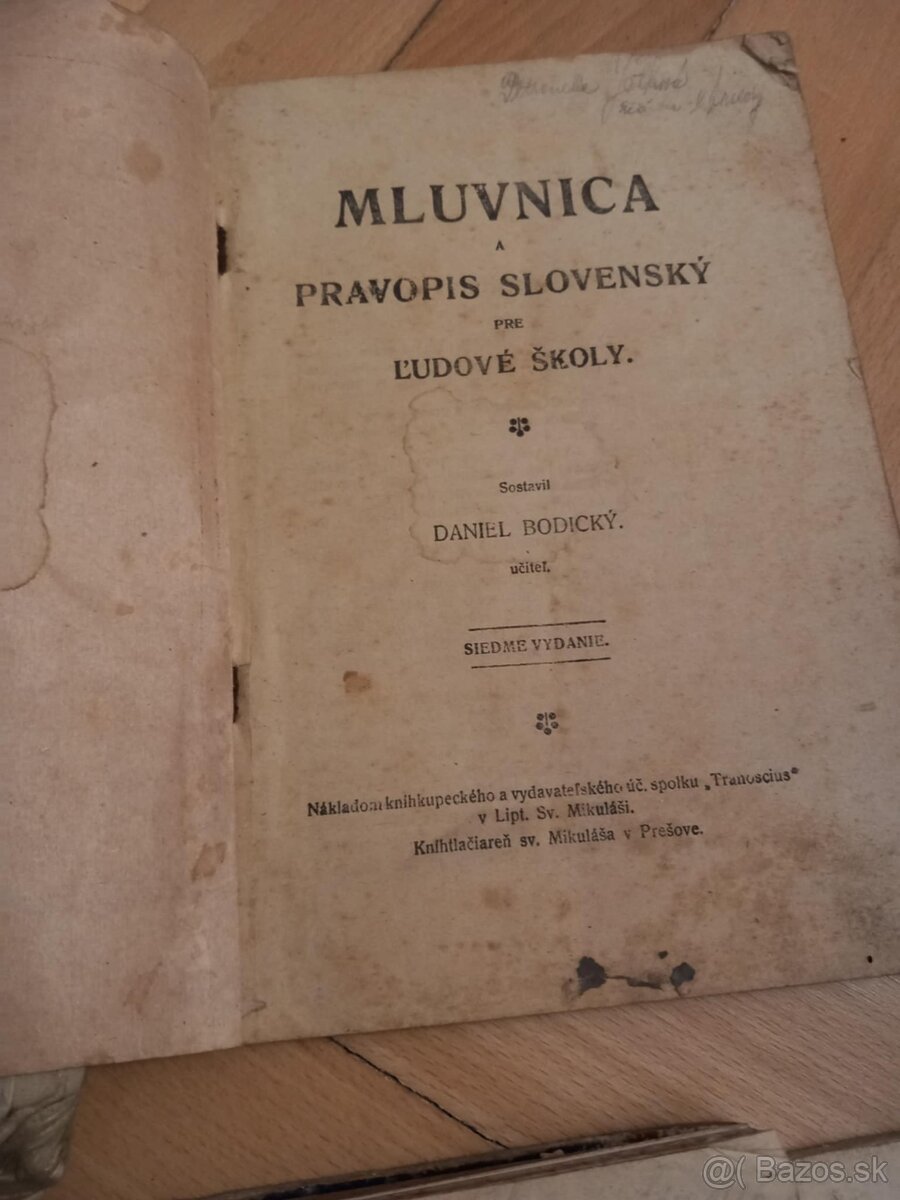 MLUVNICA
A
PRAVOPIS SLOVENSKÝ
PRE
ĽUDOVÉ ŠKOLY.
Sostavil
DANIEL BODICKÝ.
učiteľ.
SIEDME VYDANIE.
Nákladom knihkupeckého a vydavateľského úč. spolku „Tranoscius“
v Lipt. Sv. Mikuláši.
Knihtlačiareň sv. Mikuláša v Prešove.
@( Bazos.sk